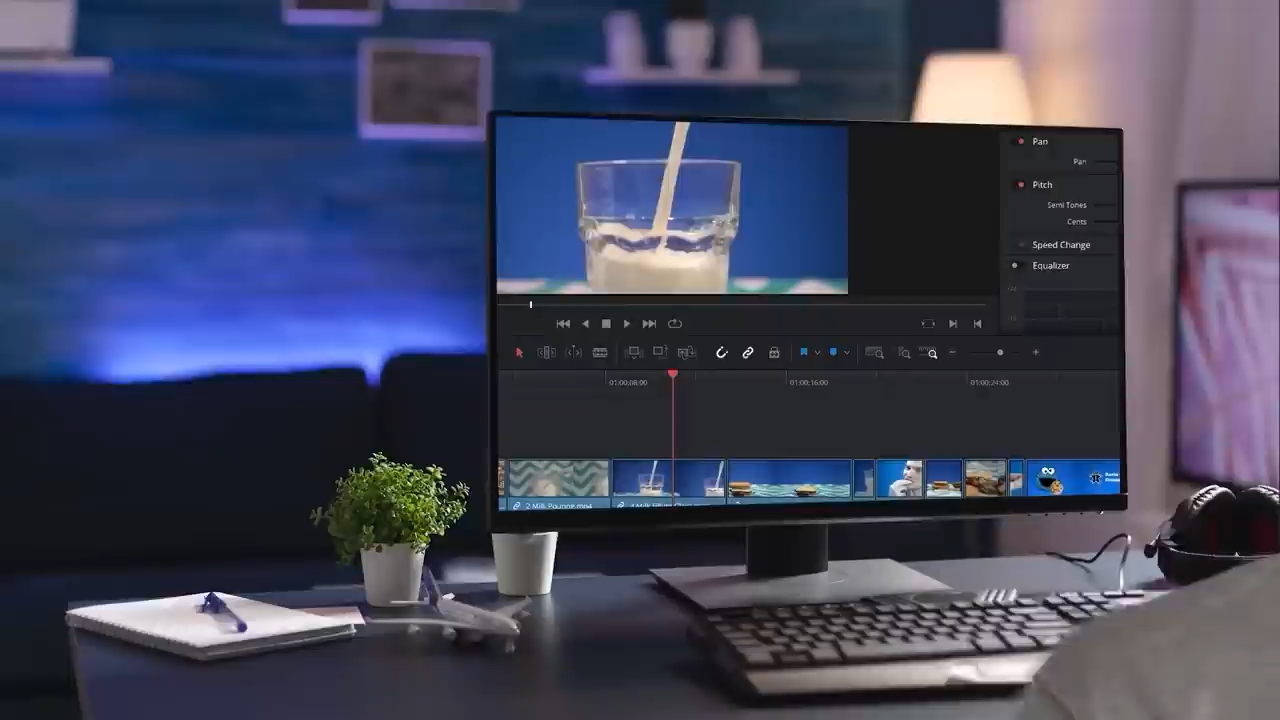 Pan
Pan
Pitch
Semi Tones
Cents
Speed Change
Equalizer
01:00:08:00
01:00:16:00
01:00:24:00
2 Milk Pouring.mp4